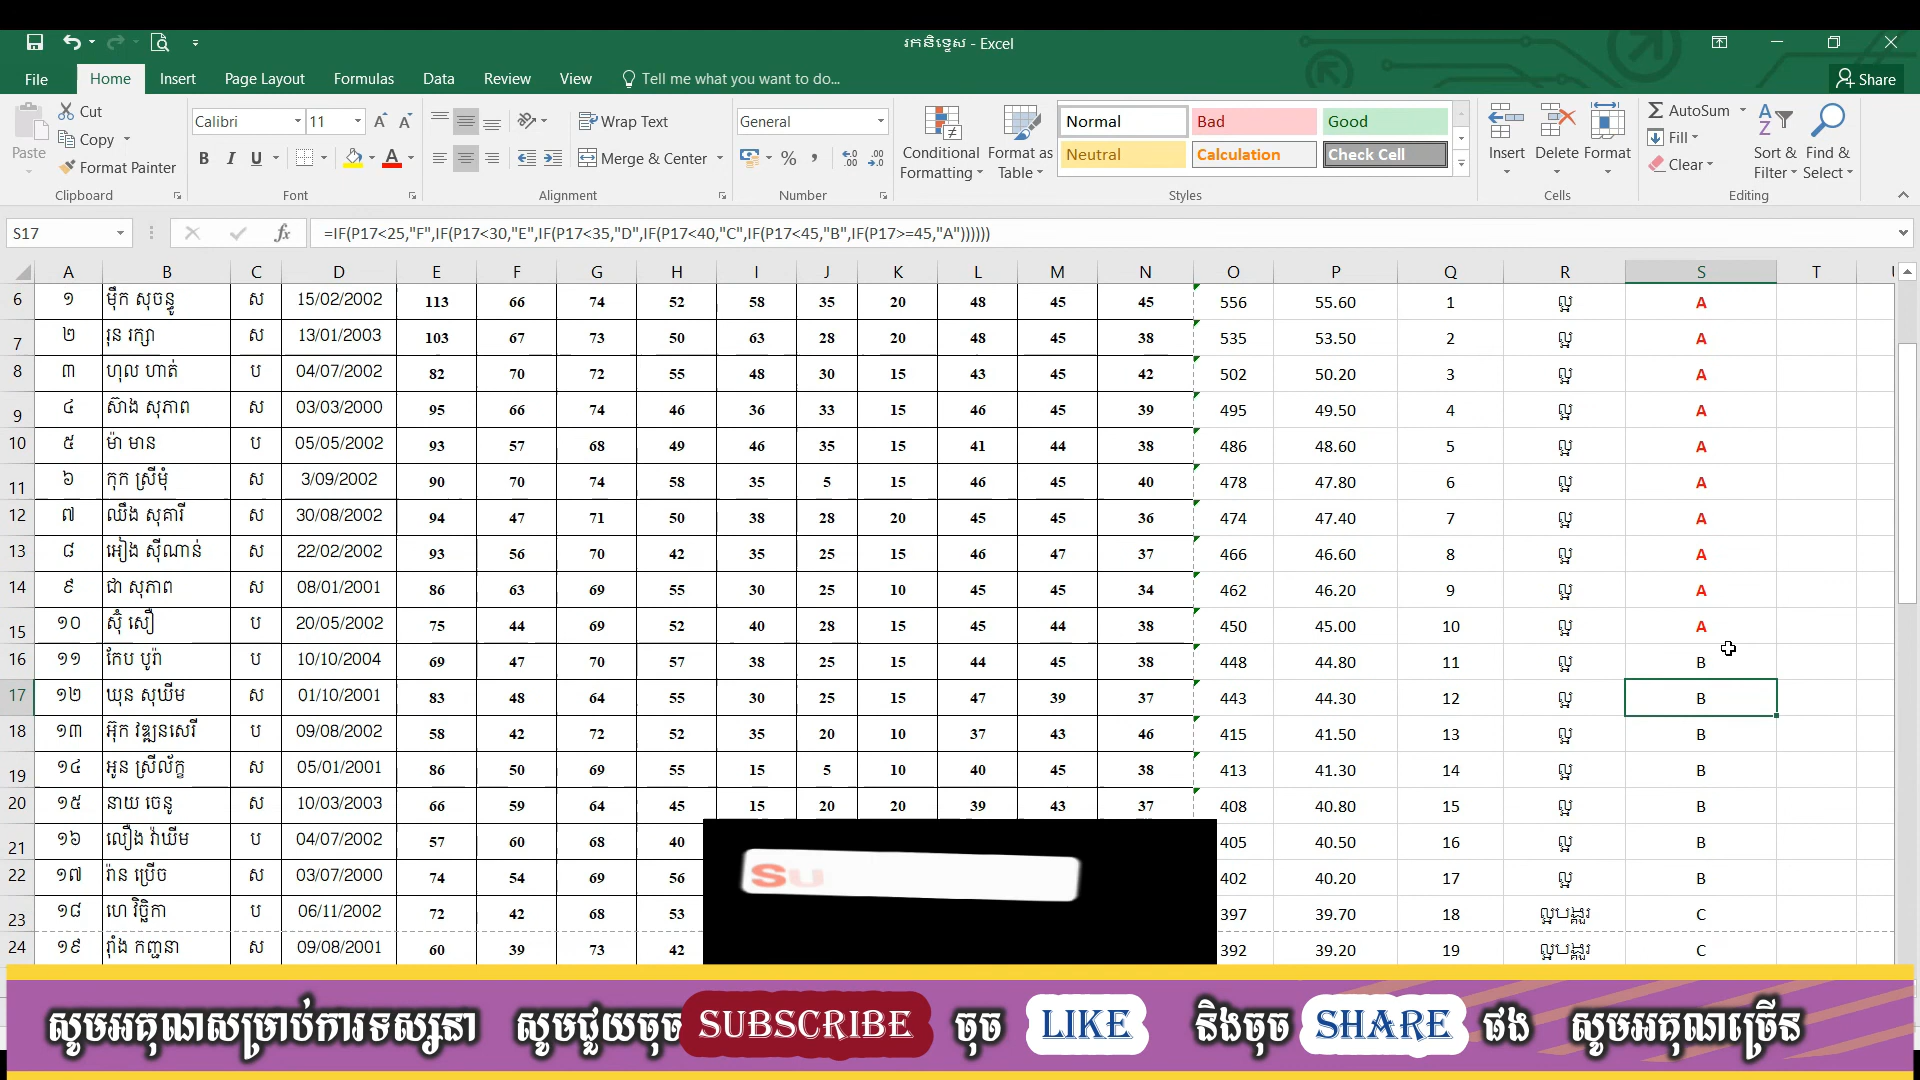 រកនិទ្ទេស - Excel
File Home Insert Page Layout Formulas Data Review View Tell me what you want to do... Share
Paste Cut Copy Format Painter Clipboard
Calibri 11 B I U Font
Wrap Text Merge & Center Alignment
General % , Number
Conditional Formatting Format as Table
Normal Bad Good
Neutral Calculation Check Cell
Styles
Insert Delete Format Cells
AutoSum Fill Clear Sort & Filter Find & Select Editing
S17 fx =IF(P17<25,"F",IF(P17<30,"E",IF(P17<35,"D",IF(P17<40,"C",IF(P17<45,"B",IF(P17>=45,"A"))))))
A B C D E F G H I J K L M N O P Q R S T
6 ១ ម៉ឹក សុចន្ធូ ស 15/02/2002 113 66 74 52 58 35 20 48 45 45 556 55.60 1 ល្អ A
7 ២ រុន រក្សា ស 13/01/2003 103 67 73 50 63 28 20 48 45 38 535 53.50 2 ល្អ A
8 ៣ ហុល ហាត់ ប 04/07/2002 82 70 72 55 48 30 15 43 45 42 502 50.20 3 ល្អ A
9 ៤ ស៊ាង សុភាព ស 03/03/2000 95 66 74 46 36 33 15 46 45 39 495 49.50 4 ល្អ A
10 ៥ ម៉ា មាន ប 05/05/2002 93 57 68 49 46 35 15 41 44 38 486 48.60 5 ល្អ A
11 ៦ កុក ស្រីមុំ ស 3/09/2002 90 70 74 58 35 5 15 46 45 40 478 47.80 6 ល្អ A
12 ៧ ឈឹង សុគារី ស 30/08/2002 94 47 71 50 38 28 20 45 45 36 474 47.40 7 ល្អ A
13 ៨ អៀង ស៊ីណាន់ ស 22/02/2002 93 56 70 42 35 25 15 46 47 37 466 46.60 8 ល្អ A
14 ៩ ជា សុភាព ស 08/01/2001 86 63 69 55 30 25 10 45 45 34 462 46.20 9 ល្អ A
15 ១០ ស៊ុំ សឿ ប 20/05/2002 75 44 69 52 40 28 15 45 44 38 450 45.00 10 ល្អ A
16 ១១ កែប បូរ៉ា ប 10/10/2004 69 47 70 57 38 25 15 44 45 38 448 44.80 11 ល្អ B
17 ១២ ឃុន សុឃីម ស 01/10/2001 83 48 64 55 30 25 15 47 39 37 443 44.30 12 ល្អ B
18 ១៣ អ៊ុក វឌ្ឍនសេរី ប 09/08/2002 58 42 72 52 35 20 10 37 43 46 415 41.50 13 ល្អ B
19 ១៤ អូន ស្រីល័ក្ខ ស 05/01/2001 86 50 69 55 15 5 10 40 45 38 413 41.30 14 ល្អ B
20 ១៥ នាយ ចេនូ ស 10/03/2003 66 59 64 45 15 20 20 39 43 37 408 40.80 15 ល្អ B
21 ១៦ លឿង វ៉ាឃីម ប 04/07/2002 57 60 68 40 405 40.50 16 ល្អ B
22 ១៧ រ៉ាន ប្រើច ស 03/07/2000 74 54 69 56 402 40.20 17 ល្អ B
23 ១៨ ហេ វិច្ឆិកា ប 06/11/2002 72 42 68 53 397 39.70 18 ល្អបង្គួរ C
24 ១៩ រ៉ាំង កញ្ជនា ស 09/08/2001 60 39 73 42 392 39.20 19 ល្អបង្គួរ C
Su
សូមអគុណសម្រាប់ការទស្សនា សូមជួយចុច SUBSCRIBE ចុច LIKE និងចុច SHARE ផង សូមអគុណច្រើន